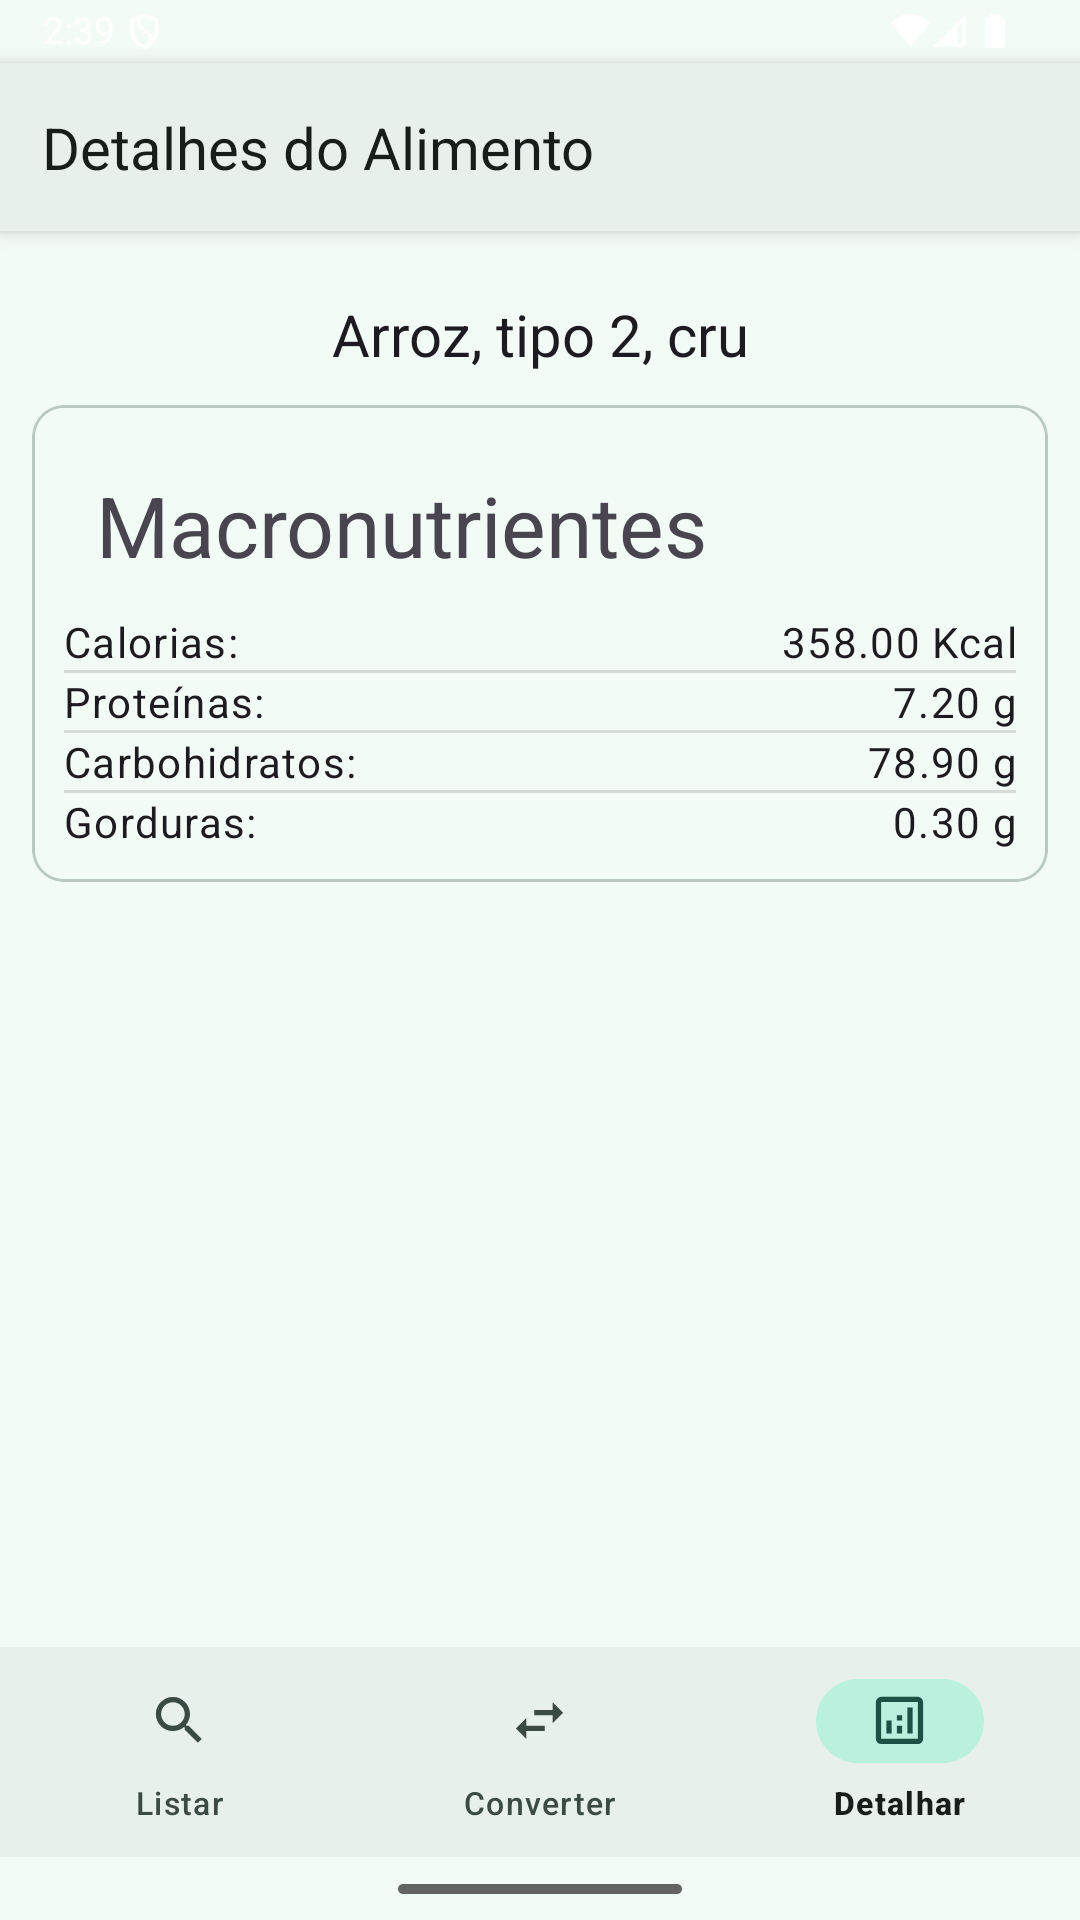 2:39
Detalhes do Alimento
Arroz, tipo 2, cru
Macronutrientes
Calorias: 358.00 Kcal
Proteínas: 7.20 g
Carbohidratos: 78.90 g
Gorduras: 0.30 g
Listar Converter Detalhar